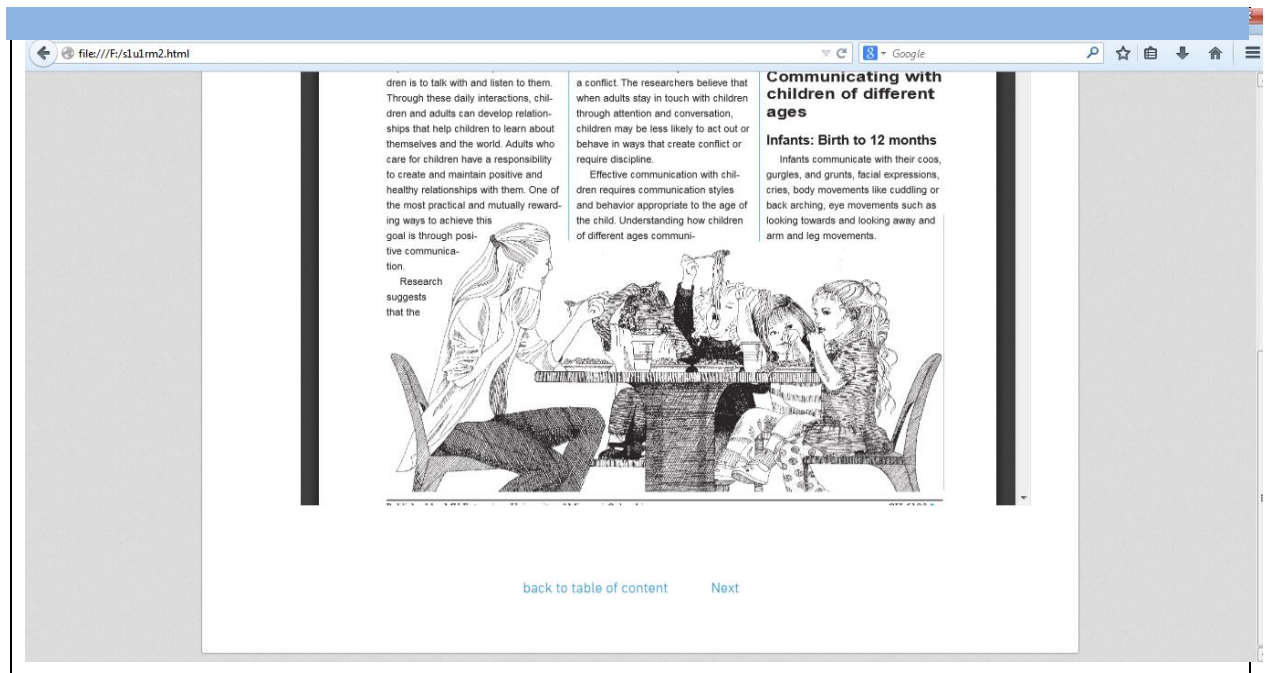 file:///F:/s1u1rm2.html
Google
dren is to talk with and listen to them.
Through these daily interactions, chil-
dren and adults can develop relation-
ships that help children to learn about
themselves and the world. Adults who
care for children have a responsibility
to create and maintain positive and
healthy relationships with them. One of
the most practical and mutually reward-
ing ways to achieve this
goal is through posi-
tive communica-
tion.
Research
suggests
that the
a conflict. The researchers believe that
when adults stay in touch with children
through attention and conversation,
children may be less likely to act out or
behave in ways that create conflict or
require discipline.
Effective communication with chil-
dren requires communication styles
and behavior appropriate to the age of
the child. Understanding how children
of different ages communi-
Communicating with
children of different
ages
Infants: Birth to 12 months
Infants communicate with their coos,
gurgles, and grunts, facial expressions,
cries, body movements like cuddling or
back arching, eye movements such as
looking towards and looking away and
arm and leg movements.
back to table of content
Next